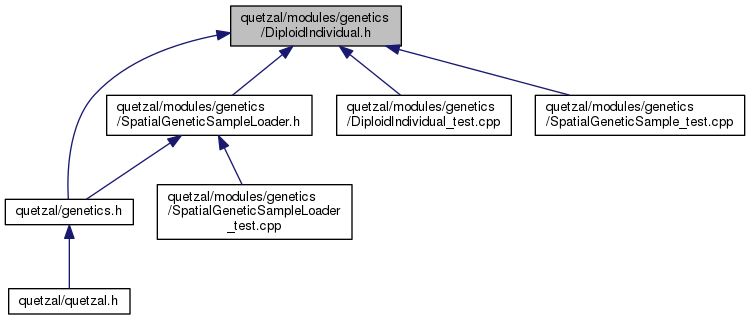 quetzal/modules/genetics
/DiploidIndividual.h
quetzal/modules/genetics
/SpatialGeneticSampleLoader.h
quetzal/modules/genetics
/DiploidIndividual_test.cpp
quetzal/modules/genetics
/SpatialGeneticSample_test.cpp
quetzal/genetics.h
quetzal/modules/genetics
/SpatialGeneticSampleLoader
_test.cpp
quetzal/quetzal.h